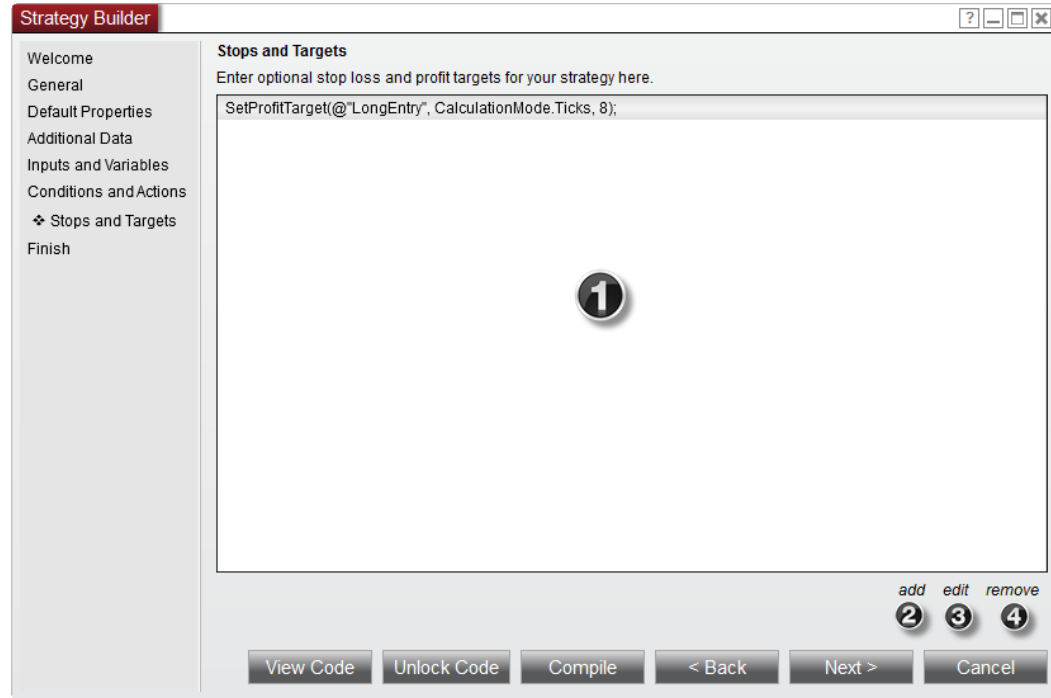 Strategy Builder
?
Welcome
General
Default Properties
Additional Data
Inputs and Variables
Conditions and Actions
❖ Stops and Targets
Finish
Stops and Targets
Enter optional stop loss and profit targets for your strategy here.
SetProfitTarget(@"LongEntry", CalculationMode.Ticks, 8);
1
add edit remove
2 3 4
View Code Unlock Code Compile < Back Next > Cancel